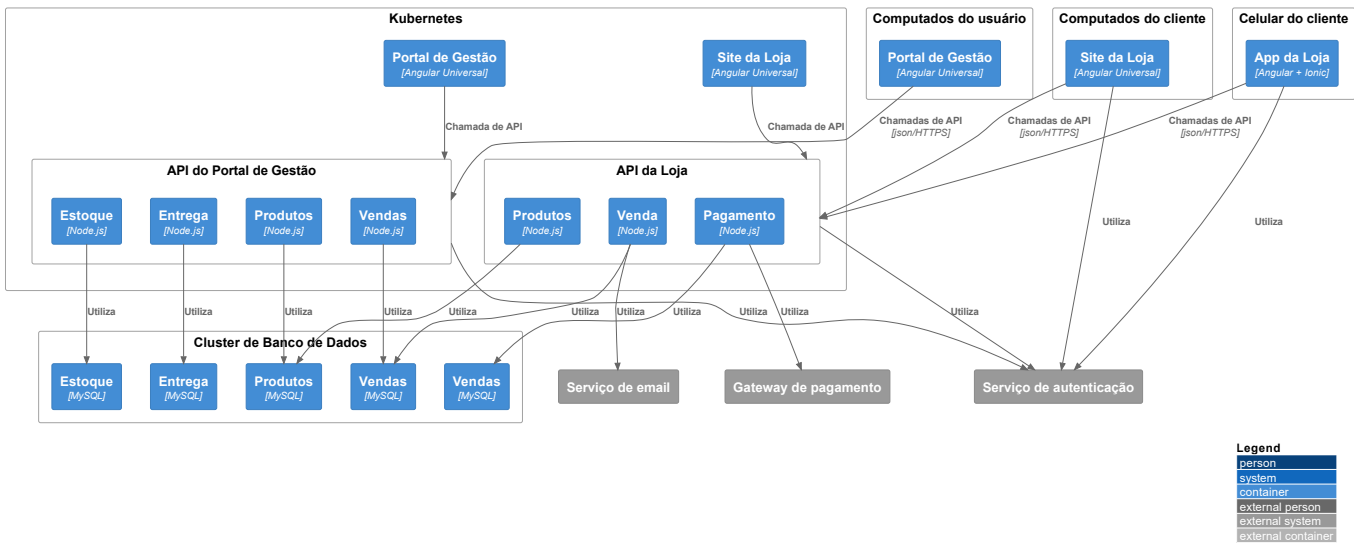 Kubernetes
Computados do usuário
Computados do cliente
Celular do cliente
Portal de Gestão
[Angular Universal]
Site da Loja
[Angular Universal]
Portal de Gestão
[Angular Universal]
Site da Loja
[Angular Universal]
App da Loja
[Angular + Ionic]
Chamada de API
Chamada de API
Chamadas de API
[json/HTTPS]
Chamadas de API
[json/HTTPS]
Chamadas de API
[json/HTTPS]
API do Portal de Gestão
API da Loja
Estoque
[Node.js]
Entrega
[Node.js]
Produtos
[Node.js]
Vendas
[Node.js]
Produtos
[Node.js]
Venda
[Node.js]
Pagamento
[Node.js]
Utiliza
Utiliza
Utiliza
Utiliza
Utiliza
Utiliza
Utiliza
Utiliza
Utiliza
Utiliza
Utiliza
Utiliza
Utiliza
Cluster de Banco de Dados
Estoque
[MySQL]
Entrega
[MySQL]
Produtos
[MySQL]
Vendas
[MySQL]
Vendas
[MySQL]
Serviço de email
Gateway de pagamento
Serviço de autenticação
Legend
person
system
container
external person
external system
external container